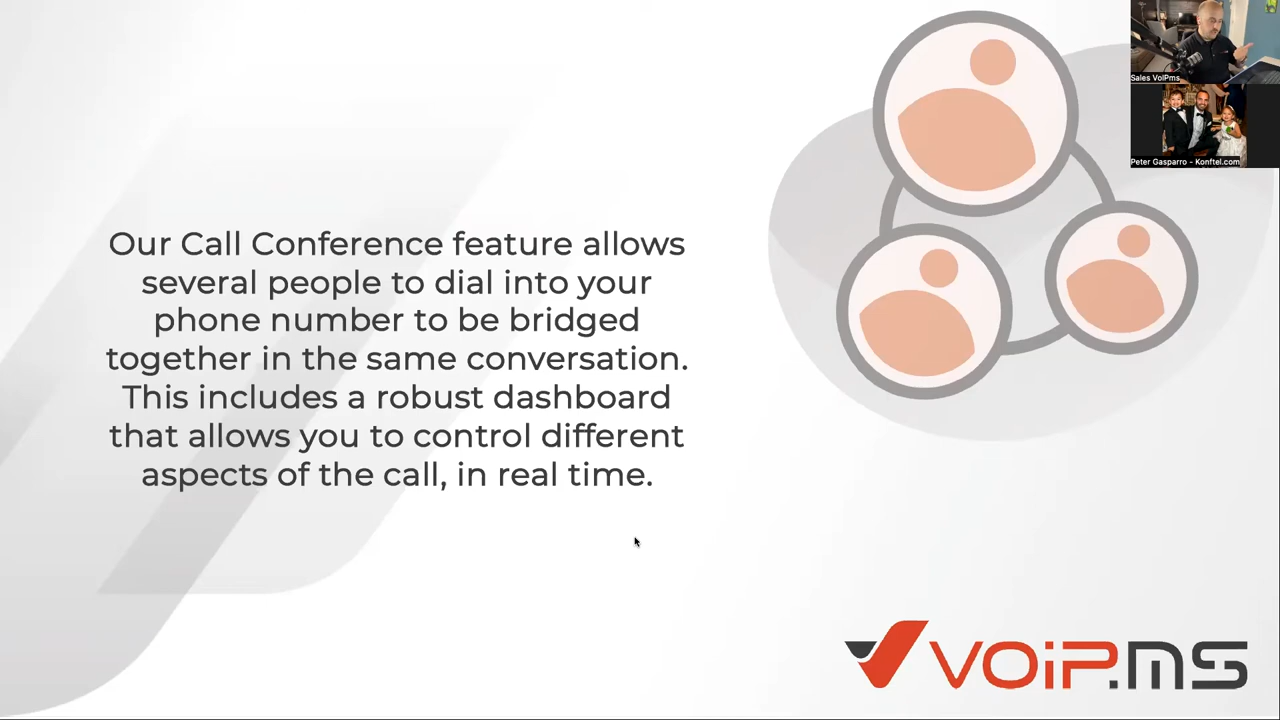 Sales VoIPms
Peter Gasparro - Konftel.com
Our Call Conference feature allows
several people to dial into your
phone number to be bridged
together in the same conversation.
This includes a robust dashboard
that allows you to control different
aspects of the call, in real time.
VOiP.MS